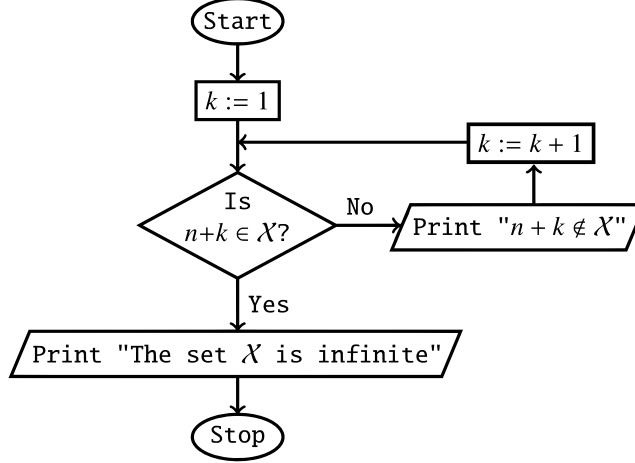 Start
k := 1
k := k + 1
Is
n+k ∈ 𝒳?
No
Print "n + k ∉ 𝒳"
Yes
Print "The set 𝒳 is infinite"
Stop